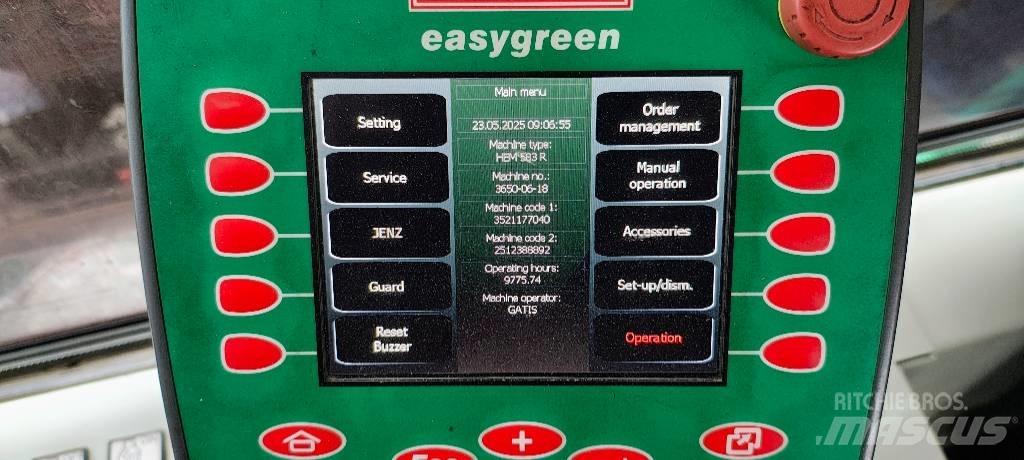 easygreen
Main menu
23.05.2025 09:06:55
Machine type:
HEM 583 R
Machine no.:
3650-06-18
Machine code 1:
3521177040
Machine code 2:
2512388892
Operating hours:
9775.74
Machine operator:
GATIS
Setting
Service
JENZ
Guard
Reset
Buzzer
Order
management
Manual
operation
Accessories
Set-up/dism.
Operation
+
RITCHIE BROS.
MASCUS